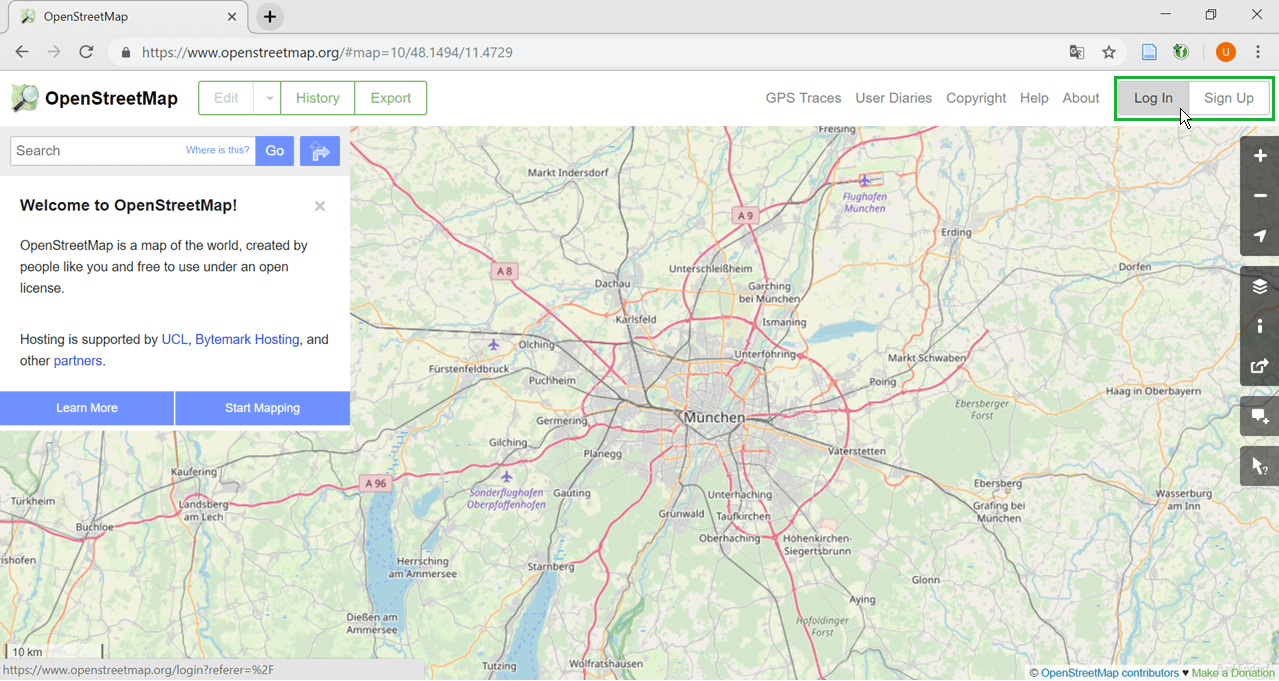 OpenStreetMap
https://www.openstreetmap.org/#map=10/48.1494/11.4729
U
OpenStreetMap
Edit
History
Export
GPS Traces
User Diaries
Copyright
Help
About
Log In
Sign Up
Search
Where is this?
Go
Welcome to OpenStreetMap!
OpenStreetMap is a map of the world, created by
people like you and free to use under an open
license.
Hosting is supported by UCL, Bytemark Hosting, and
other partners.
Learn More
Start Mapping
Freising
Markt Indersdorf
Flughafen
München
A 9
Erding
A 8
Unterschleißheim
Dorfen
Dachau
Garching
bei München
Karlsfeld
Ismaning
Olching
Unterföhring
Markt Schwaben
Fürstenfeldbruck
Puchheim
Poing
Haag in Oberbayern
Ebersberger
Forst
München
Germering
Gilching
Planegg
Vaterstetten
Kaufering
A 96
Sonderflughafen
Oberpfaffenhofen
Gauting
Ebersberg
Unterhaching
Wasserburg
am Inn
Türkheim
Landsberg
am Lech
Grünwald
Taufkirchen
Grafing bei
München
Buchloe
Oberhaching
Höhenkirchen-
Siegertsbrunn
rishofen
Herrsching
am Ammersee
Starnberg
Glonn
Aying
Dießen am
Ammersee
Hofoldinger
Forst
10 km
Tutzing
Wolfratshausen
https://www.openstreetmap.org/login?referer=%2F
© OpenStreetMap contributors ♥ Make a Donation